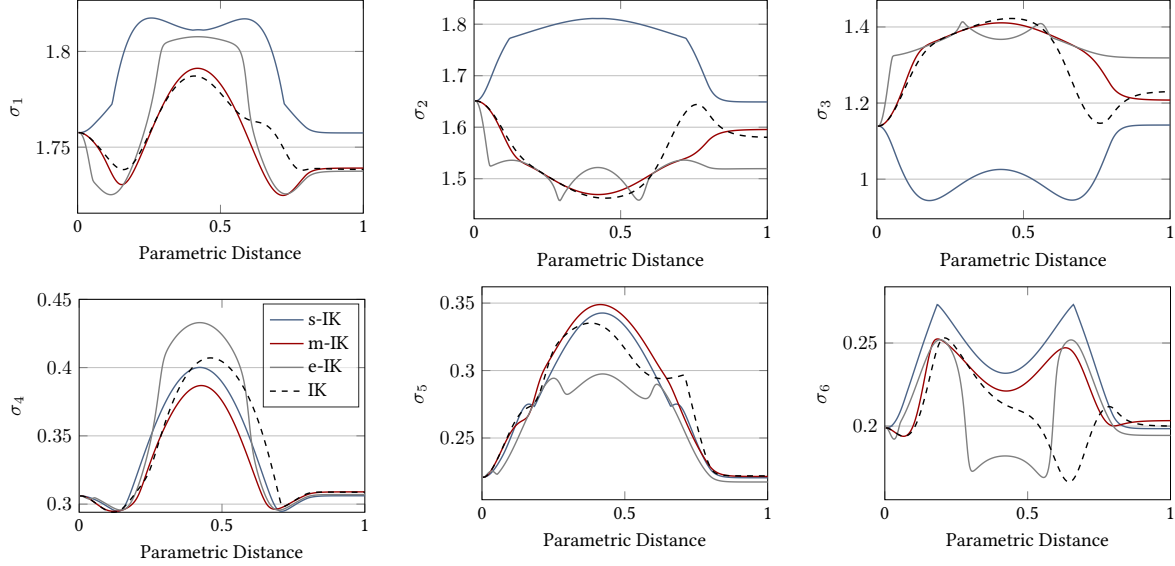 1.8
1.75
σ1
0
0.5
1
Parametric Distance
1.8
1.7
1.6
1.5
σ2
0
0.5
1
Parametric Distance
1.4
1.2
1
σ3
0
0.5
1
Parametric Distance
0.45
0.4
0.35
0.3
σ4
s-IK
m-IK
e-IK
IK
0
0.5
1
Parametric Distance
0.35
0.3
0.25
σ5
0
0.5
1
Parametric Distance
0.25
0.2
σ6
0
0.5
1
Parametric Distance